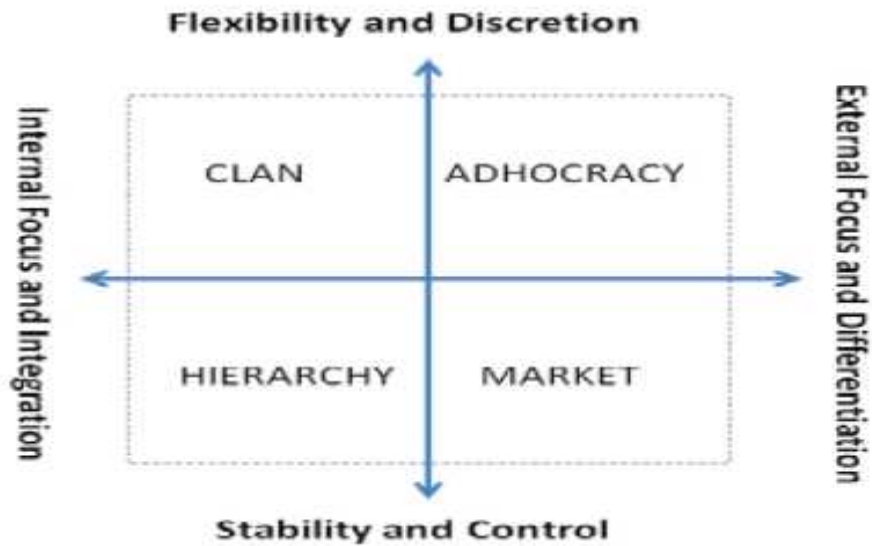 Flexibility and Discretion
Internal Focus and Integration
External Focus and Differentiation
CLAN
ADHOCRACY
HIERARCHY
MARKET
Stability and Control